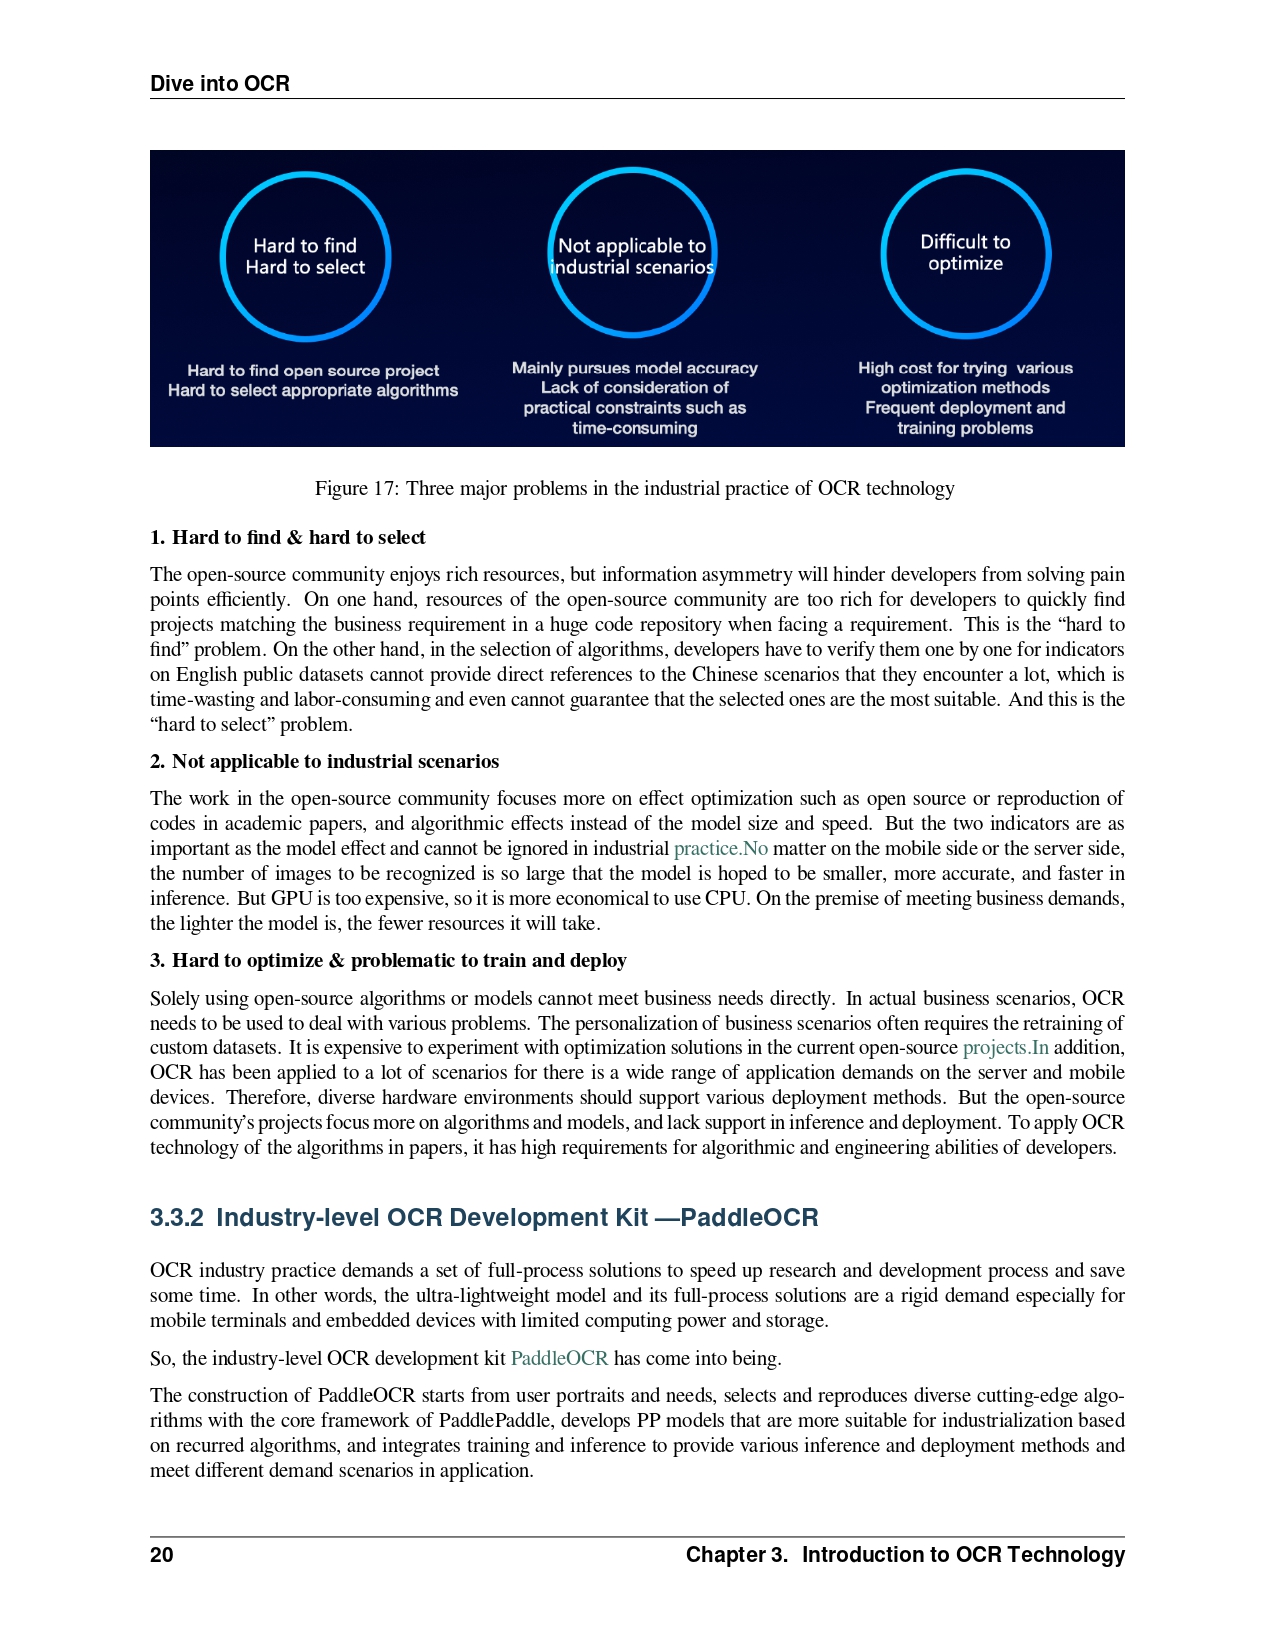 Dive into OCR
Hard to find
Hard to select
Not applicable to
industrial scenarios
Difficult to
optimize
Hard to find open source project
Hard to select appropriate algorithms
Mainly pursues model accuracy
Lack of consideration of
practical constraints such as
time-consuming
High cost for trying various
optimization methods
Frequent deployment and
training problems
Figure 17: Three major problems in the industrial practice of OCR technology
1. Hard to find & hard to select
The open-source community enjoys rich resources, but information asymmetry will hinder developers from solving pain
points efficiently. On one hand, resources of the open-source community are too rich for developers to quickly find
projects matching the business requirement in a huge code repository when facing a requirement. This is the “hard to
find” problem. On the other hand, in the selection of algorithms, developers have to verify them one by one for indicators
on English public datasets cannot provide direct references to the Chinese scenarios that they encounter a lot, which is
time-wasting and labor-consuming and even cannot guarantee that the selected ones are the most suitable. And this is the
“hard to select” problem.
2. Not applicable to industrial scenarios
The work in the open-source community focuses more on effect optimization such as open source or reproduction of
codes in academic papers, and algorithmic effects instead of the model size and speed. But the two indicators are as
important as the model effect and cannot be ignored in industrial practice.No matter on the mobile side or the server side,
the number of images to be recognized is so large that the model is hoped to be smaller, more accurate, and faster in
inference. But GPU is too expensive, so it is more economical to use CPU. On the premise of meeting business demands,
the lighter the model is, the fewer resources it will take.
3. Hard to optimize & problematic to train and deploy
Solely using open-source algorithms or models cannot meet business needs directly. In actual business scenarios, OCR
needs to be used to deal with various problems. The personalization of business scenarios often requires the retraining of
custom datasets. It is expensive to experiment with optimization solutions in the current open-source projects.In addition,
OCR has been applied to a lot of scenarios for there is a wide range of application demands on the server and mobile
devices. Therefore, diverse hardware environments should support various deployment methods. But the open-source
community’s projects focus more on algorithms and models, and lack support in inference and deployment. To apply OCR
technology of the algorithms in papers, it has high requirements for algorithmic and engineering abilities of developers.
3.3.2 Industry-level OCR Development Kit —PaddleOCR
OCR industry practice demands a set of full-process solutions to speed up research and development process and save
some time. In other words, the ultra-lightweight model and its full-process solutions are a rigid demand especially for
mobile terminals and embedded devices with limited computing power and storage.
So, the industry-level OCR development kit PaddleOCR has come into being.
The construction of PaddleOCR starts from user portraits and needs, selects and reproduces diverse cutting-edge algo-
rithms with the core framework of PaddlePaddle, develops PP models that are more suitable for industrialization based
on recurred algorithms, and integrates training and inference to provide various inference and deployment methods and
meet different demand scenarios in application.
20 Chapter 3. Introduction to OCR Technology